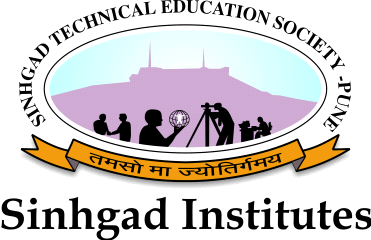 SINHGAD TECHNICAL EDUCATION SOCIETY - PUNE
तमसो मा ज्योतिर्गमय
Sinhgad Institutes